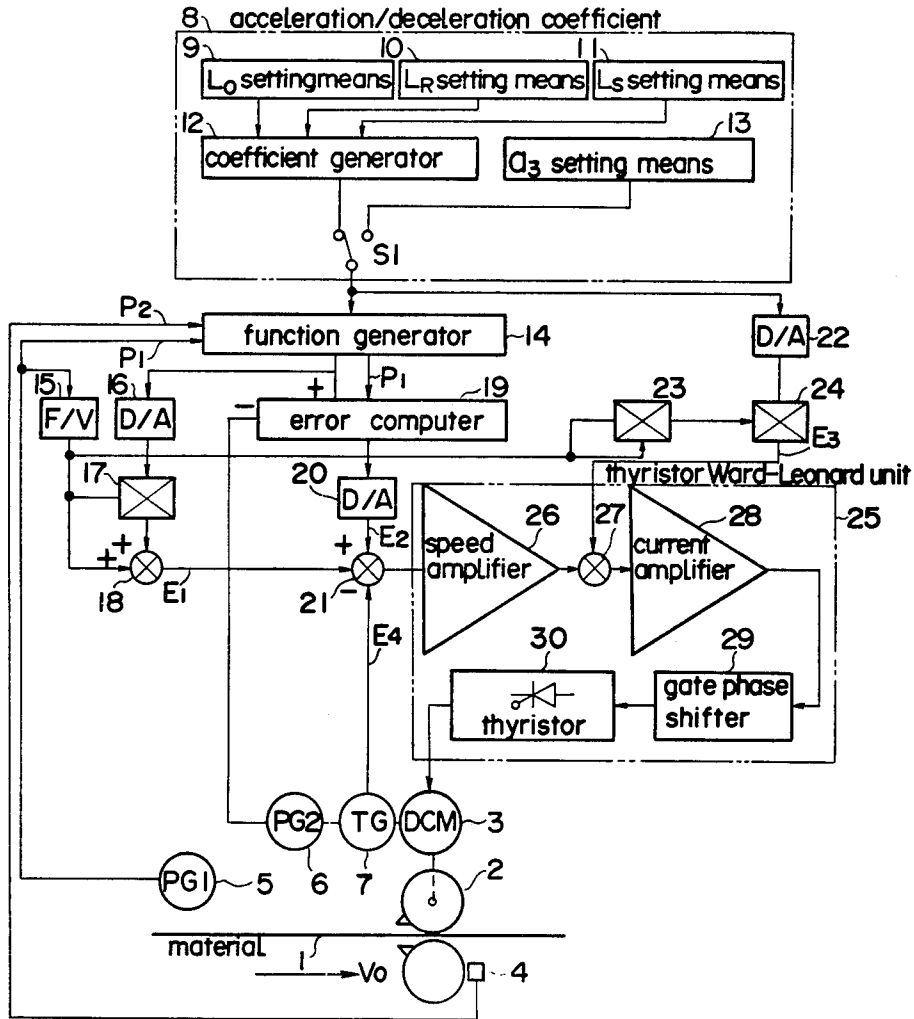 8 acceleration/deceleration coefficient
9 10 11
L0 setting means LR setting means LS setting means
12 13
coefficient generator a3 setting means
S1
P2
function generator 14
D/A 22
P1
15 16 + P1 19 23 24
F/V D/A - error computer
E3
thyristor Ward-Leonard unit
17 20 D/A 25
E2
26 27 28
+ + + speed amplifier current amplifier
18 E1 21 -
E4
30 29
thyristor gate phase shifter
PG2 TG DCM 3
6 7
PG1 5 2
material
1 Vo 4